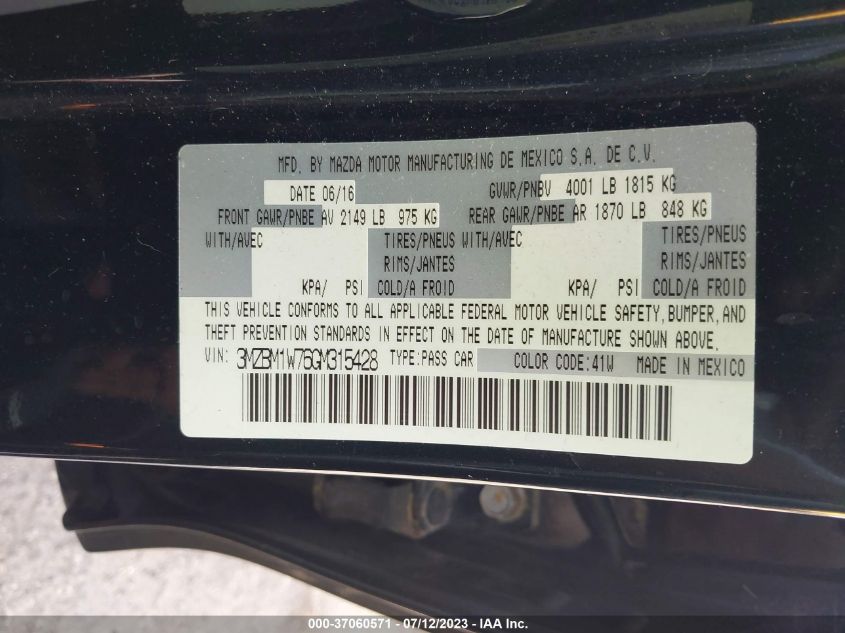 MFD. BY MAZDA MOTOR MANUFACTURING DE MEXICO S.A. DE C.V.
DATE 06/16 GVWR/PNBV 4001 LB 1815 KG
FRONT GAWR/PNBE AV 2149 LB 975 KG REAR GAWR/PNBE AR 1870 LB 848 KG
WITH/AVEC TIRES/PNEUS WITH/AVEC TIRES/PNEUS
RIMS/JANTES RIMS/JANTES
KPA/ PSI COLD/A FROID KPA/ PSI COLD/A FROID
THIS VEHICLE CONFORMS TO ALL APPLICABLE FEDERAL MOTOR VEHICLE SAFETY, BUMPER, AND
THEFT PREVENTION STANDARDS IN EFFECT ON THE DATE OF MANUFACTURE SHOWN ABOVE.
VIN: 3MZBM1W76GM315428 TYPE:PASS CAR COLOR CODE:41W MADE IN MEXICO
000-37060571 - 07/12/2023 - IAA Inc.